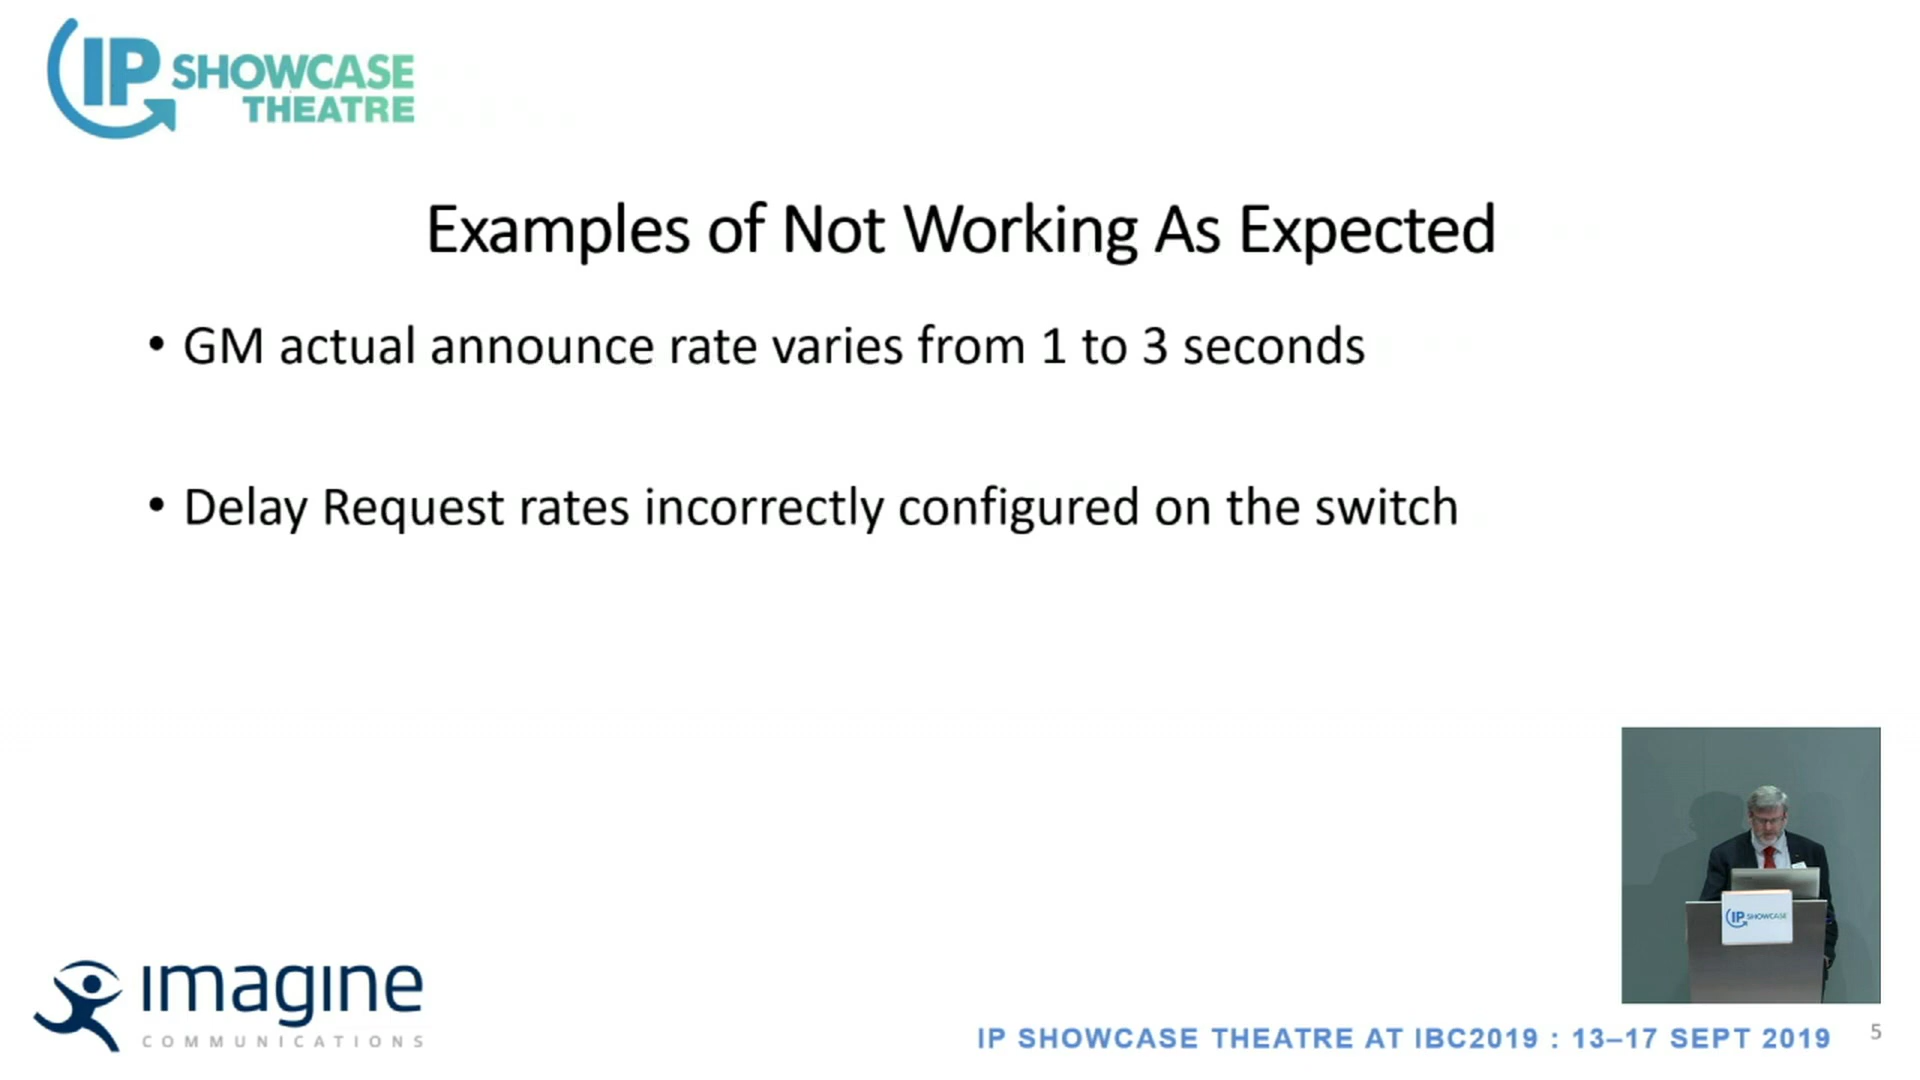 IP SHOWCASE
THEATRE
Examples of Not Working As Expected
• GM actual announce rate varies from 1 to 3 seconds
• Delay Request rates incorrectly configured on the switch
IP SHOWCASE
imagine
COMMUNICATIONS
IP SHOWCASE THEATRE AT IBC2019 : 13–17 SEPT 2019
5